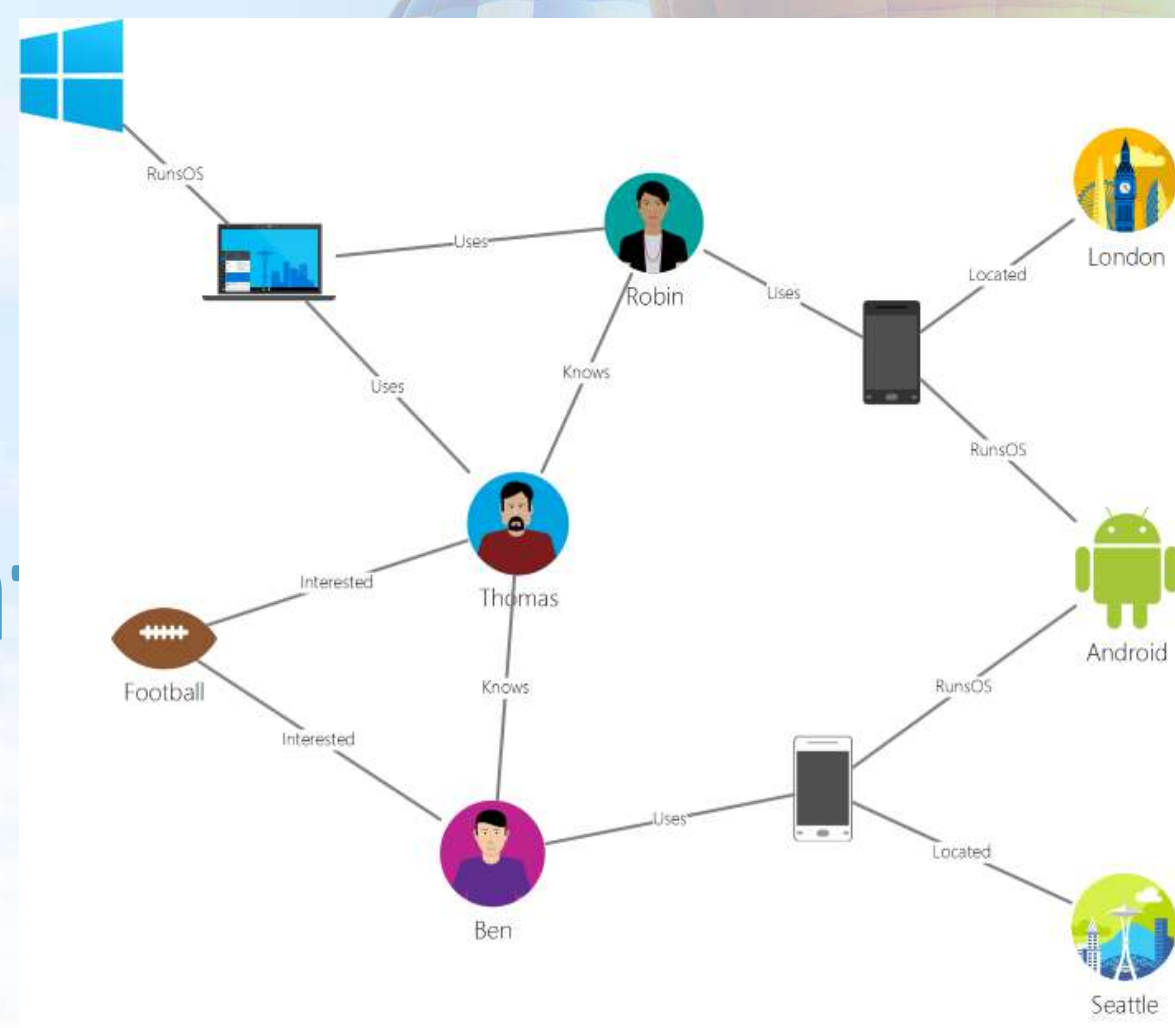 RunsOS
Uses
Robin
Uses
London
Located
Knows
Uses
RunsOS
Interested
Thomas
Android
Football
Knows
RunsOS
Interested
Uses
Located
Ben
Seattle